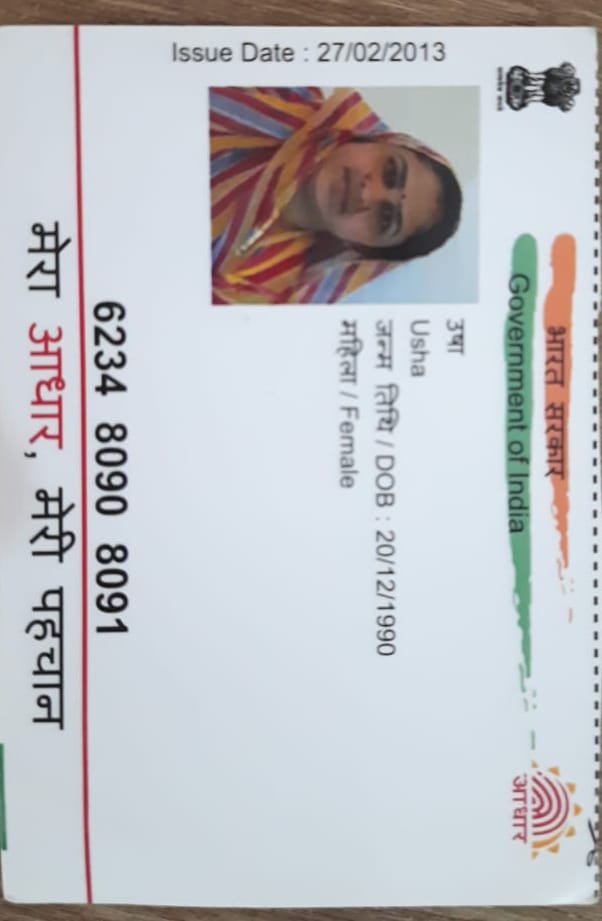 भारत सरकार
Government of India
Issue Date : 27/02/2013
उषा
Usha
जन्म तिथि / DOB : 20/12/1990
महिला / Female
आधार
6234 8090 8091
मेरा आधार, मेरी पहचान